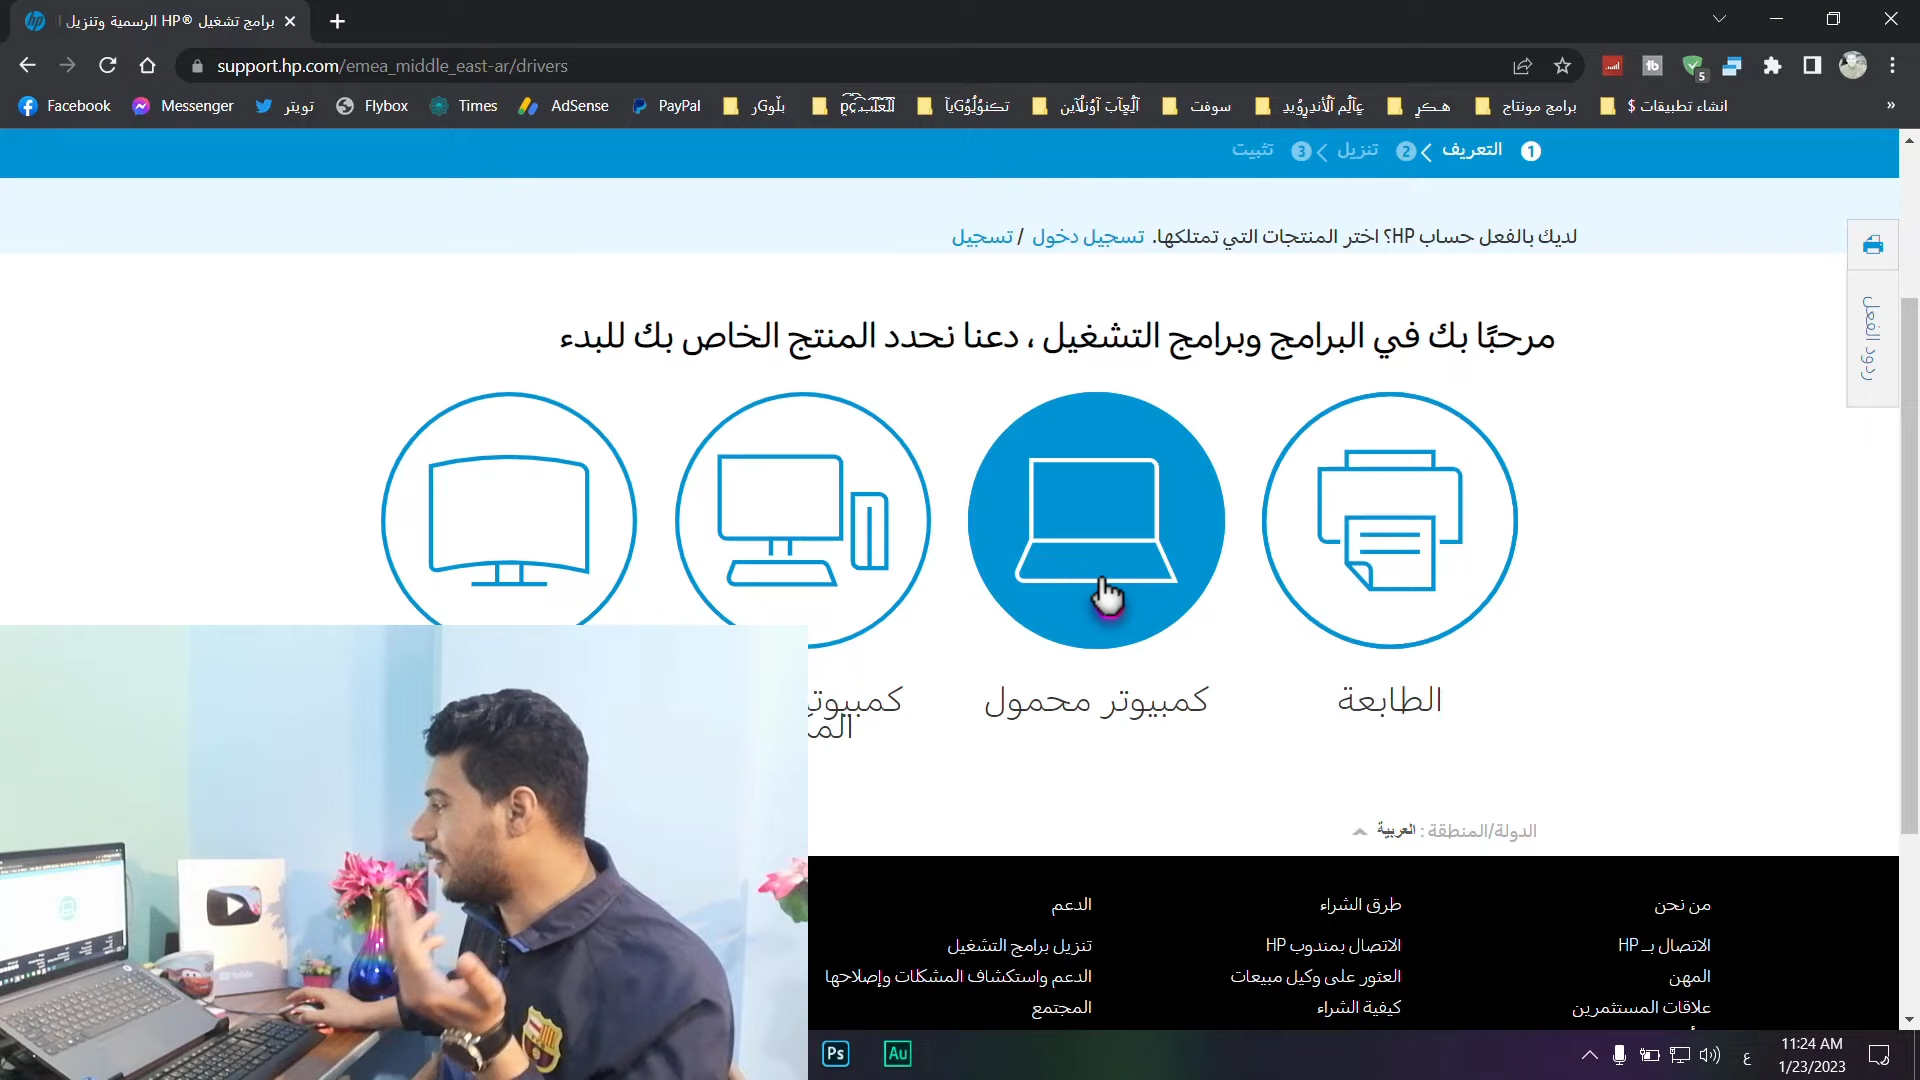 برامج تشغيل HP® الرسمية وتنزيل
support.hp.com/emea_middle_east-ar/drivers
5
Facebook
Messenger
تويتر
Flybox
Times
AdSense
PayPal
سوفت
برامج مونتاج
انشاء تطبيقات $
1 التعريف
2 تنزيل
3 تثبيت
لديك بالفعل حساب HP؟ اختر المنتجات التي تمتلكها. تسجيل دخول / تسجيل
ردود الفعل
مرحبًا بك في البرامج وبرامج التشغيل ، دعنا نحدد المنتج الخاص بك للبدء
الطابعة
كمبيوتر محمول
الدولة/المنطقة : العربية
من نحن
الاتصال بـ HP
المهن
علاقات المستثمرين
طرق الشراء
الاتصال بمندوب HP
العثور على وكيل مبيعات
كيفية الشراء
الدعم
تنزيل برامج التشغيل
الدعم واستكشاف المشكلات وإصلاحها
المجتمع
Ps
Au
ع
11:24 AM
1/23/2023